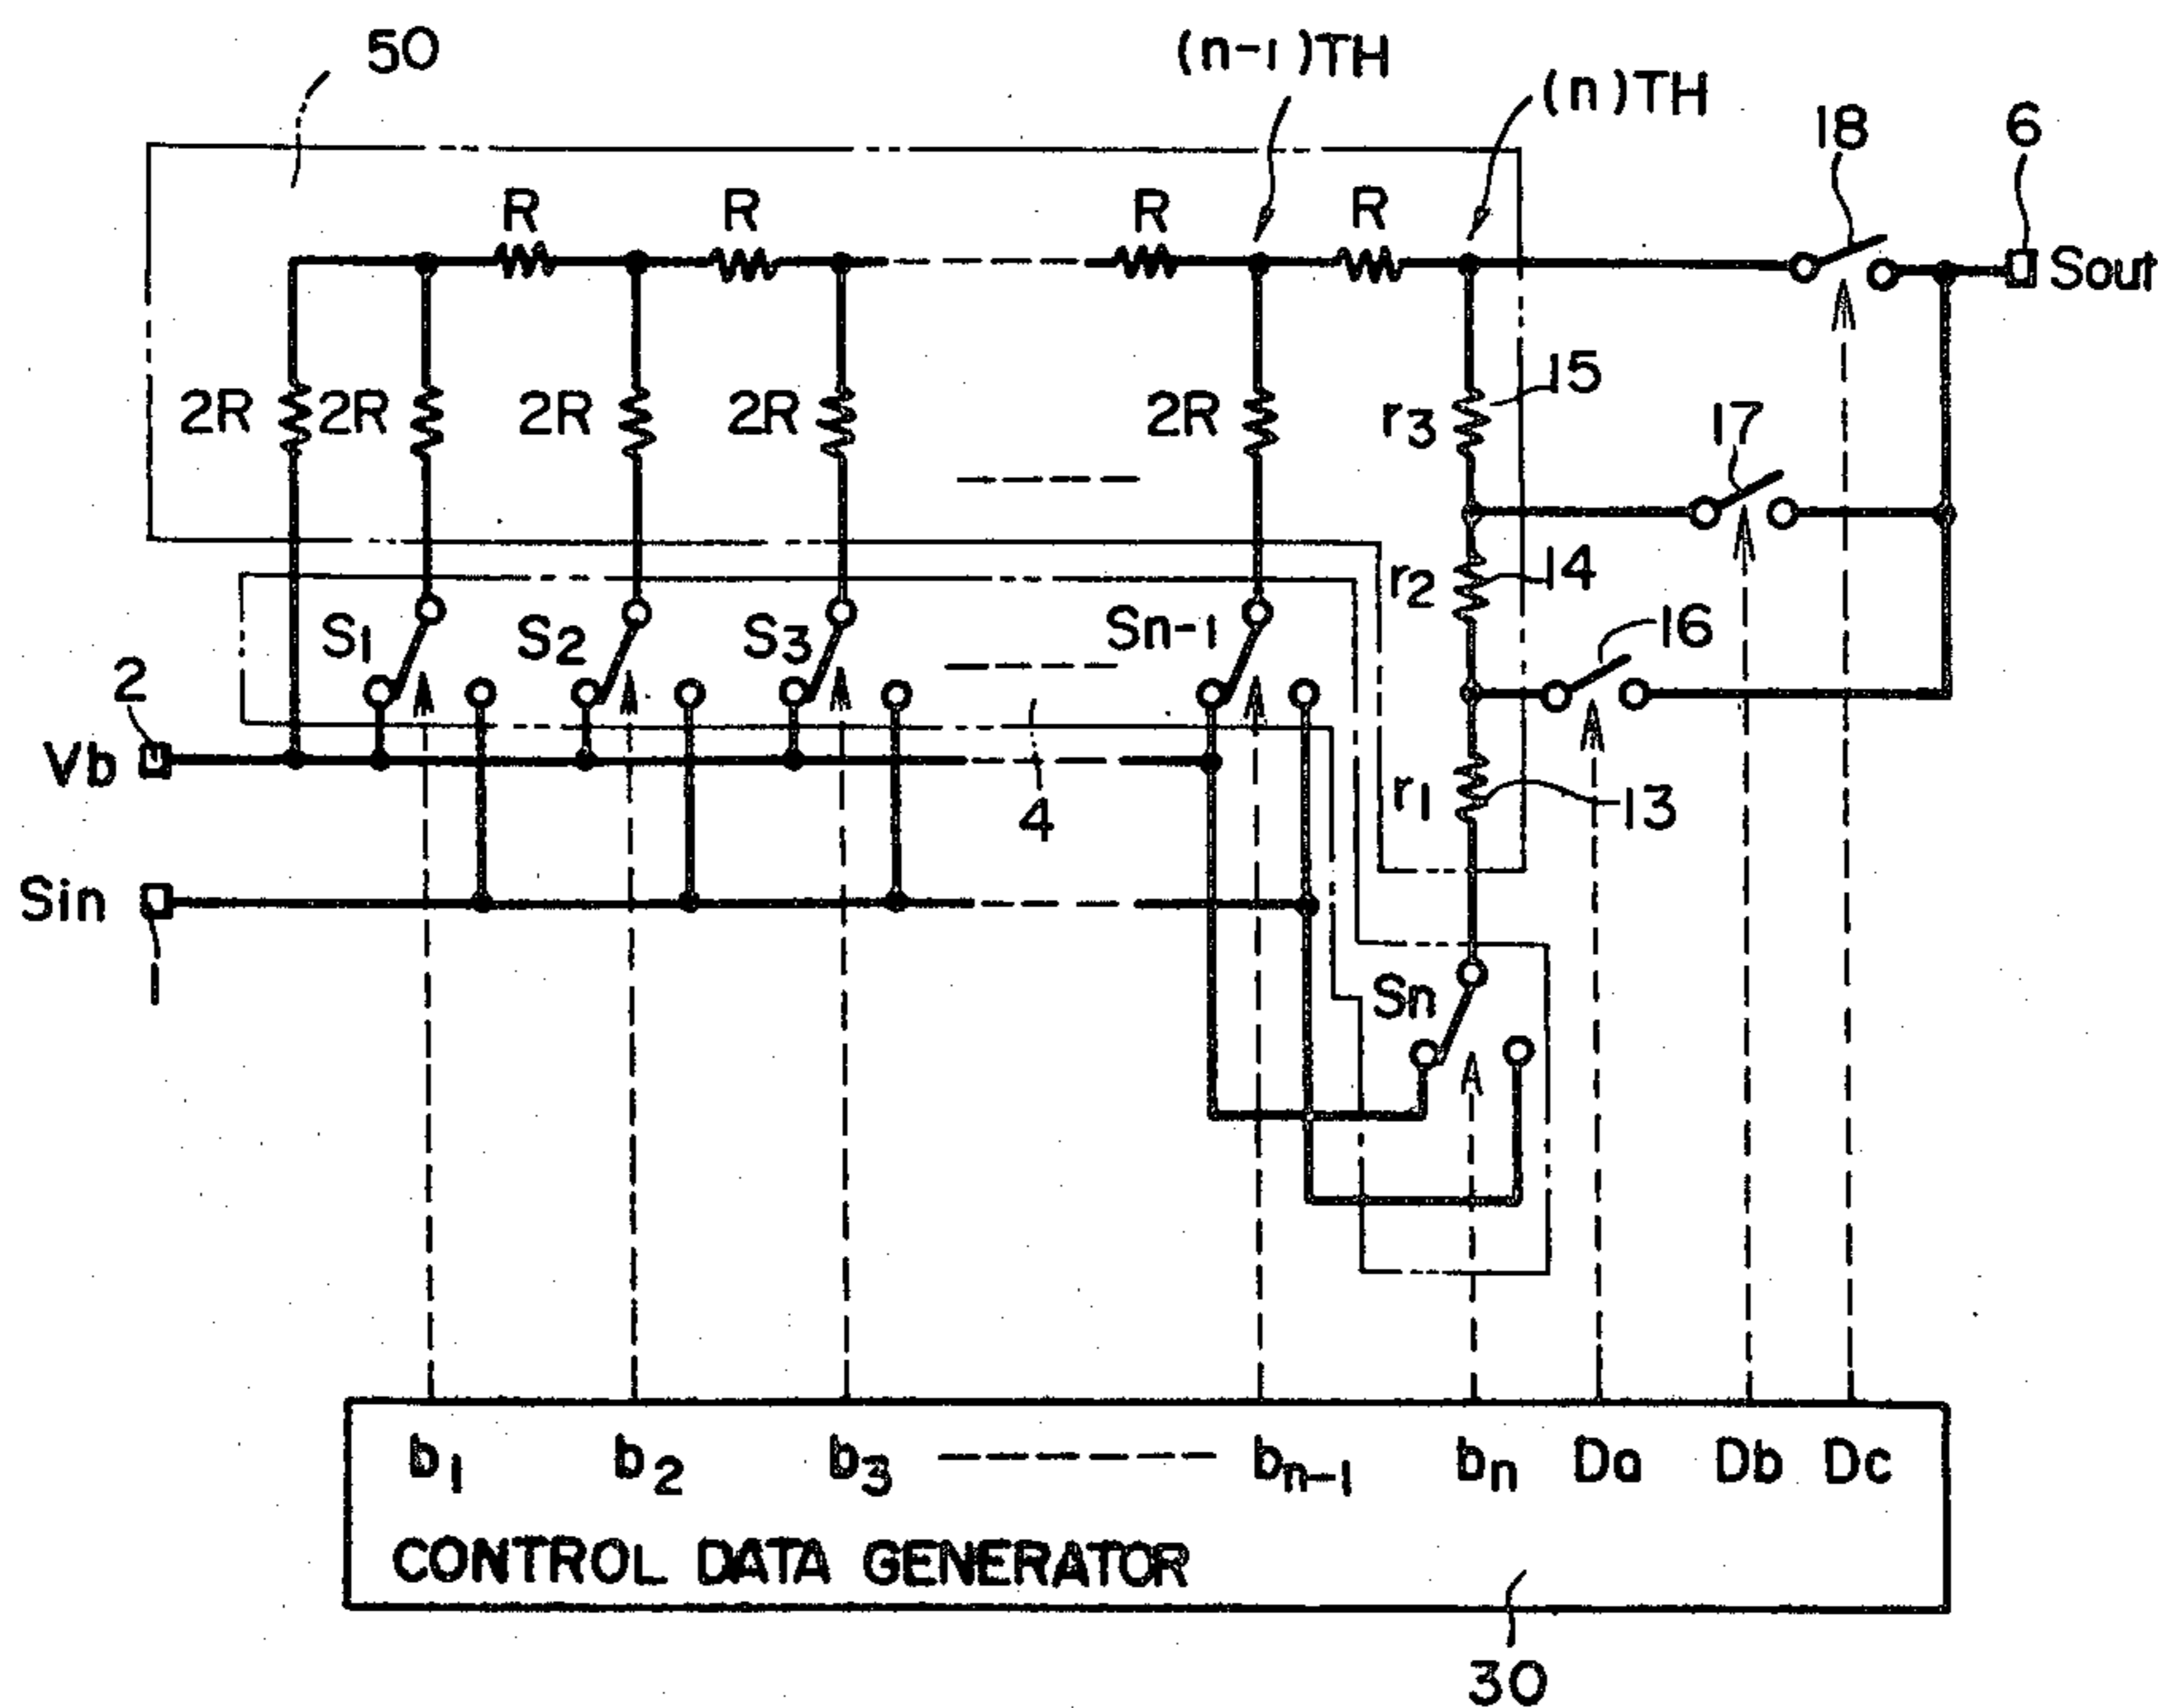 50
(n-1)TH
(n)TH
18
6
R
R
R
R
Sout
2R
2R
2R
2R
2R
r3
15
17
r2
14
S1
S2
S3
Sn-1
16
2
Vb
4
r1
13
Sin
1
Sn
b1
b2
b3
bn-1
bn
Da
Db
Dc
CONTROL DATA GENERATOR
30